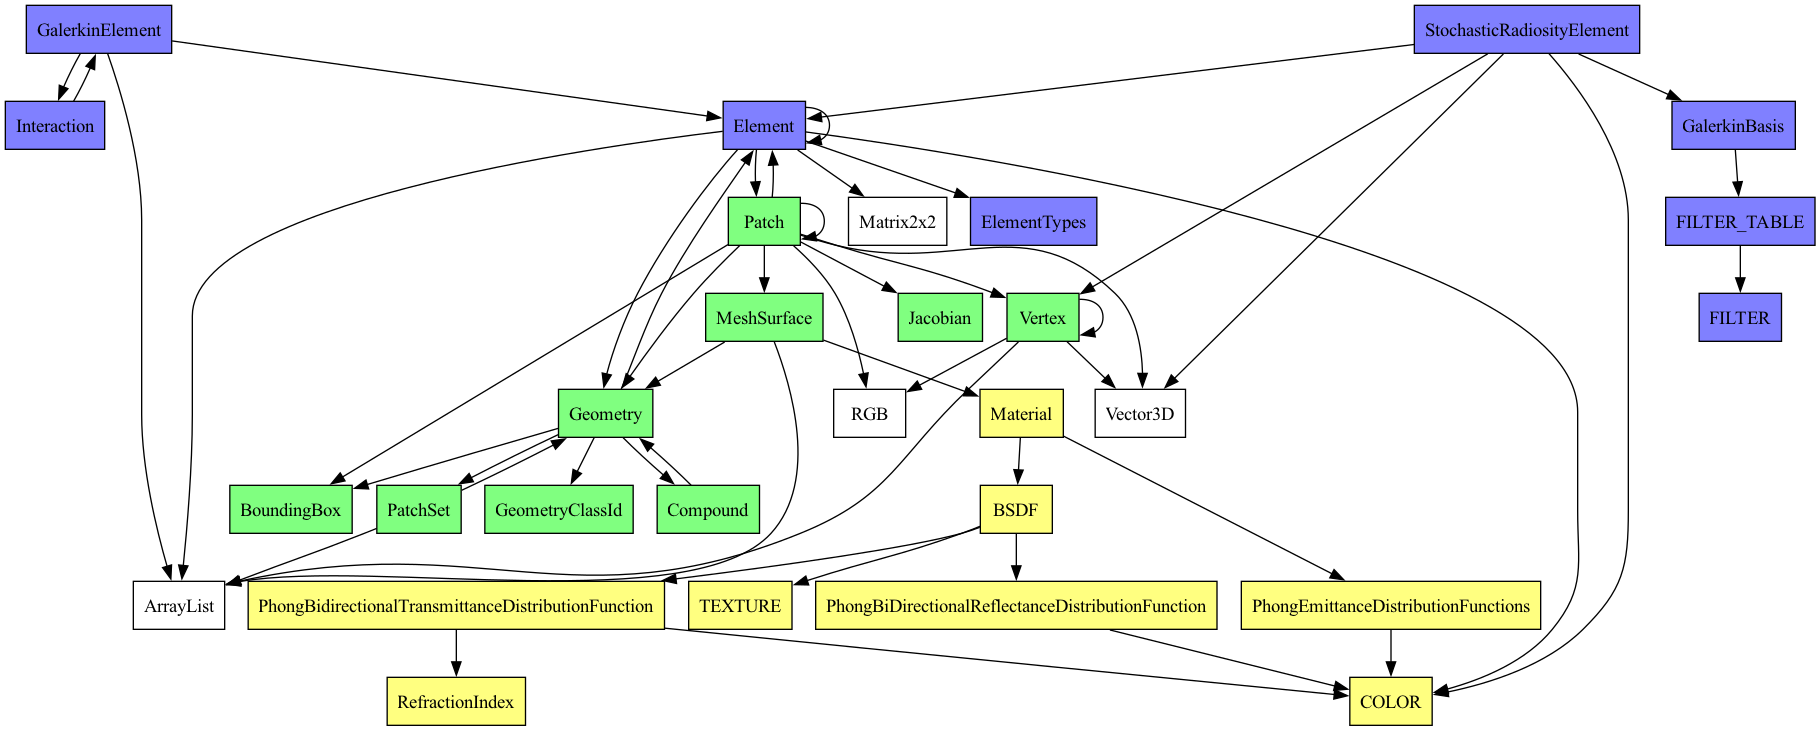 GalerkinElement
StochasticRadiosityElement
Interaction
Element
GalerkinBasis
Patch
Matrix2x2
ElementTypes
FILTER_TABLE
MeshSurface
Jacobian
Vertex
FILTER
Geometry
RGB
Material
Vector3D
BoundingBox
PatchSet
GeometryClassId
Compound
BSDF
ArrayList
PhongBidirectionalTransmittanceDistributionFunction
TEXTURE
PhongBiDirectionalReflectanceDistributionFunction
PhongEmittanceDistributionFunctions
RefractionIndex
COLOR